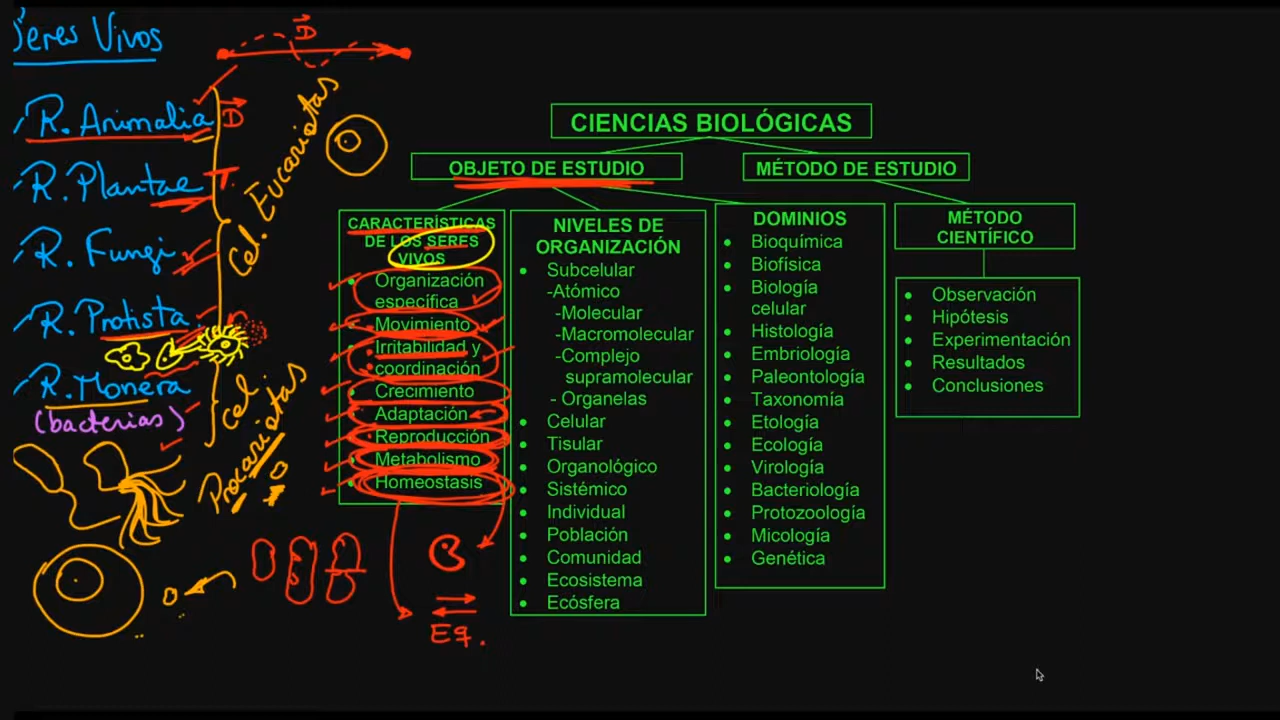 Seres Vivos
D
R. Animalia
D
R. Plantae
T.
R. Fungi
R. Protista
R. Monera
(bacterias)
Cel. Eucariotas
Cel
Procariotas
CIENCIAS BIOLÓGICAS
OBJETO DE ESTUDIO
MÉTODO DE ESTUDIO
CARACTERÍSTICAS
DE LOS SERES
VIVOS
• Organización
específica
• Movimiento
• Irritabilidad y
coordinación
• Crecimiento
• Adaptación
• Reproducción
• Metabolismo
• Homeostasis
Eq.
NIVELES DE
ORGANIZACIÓN
• Subcelular
-Atómico
-Molecular
-Macromolecular
-Complejo
supramolecular
- Organelas
• Celular
• Tisular
• Organológico
• Sistémico
• Individual
• Población
• Comunidad
• Ecosistema
• Ecósfera
DOMINIOS
• Bioquímica
• Biofísica
• Biología
celular
• Histología
• Embriología
• Paleontología
• Taxonomía
• Etología
• Ecología
• Virología
• Bacteriología
• Protozoología
• Micología
• Genética
MÉTODO
CIENTÍFICO
• Observación
• Hipótesis
• Experimentación
• Resultados
• Conclusiones